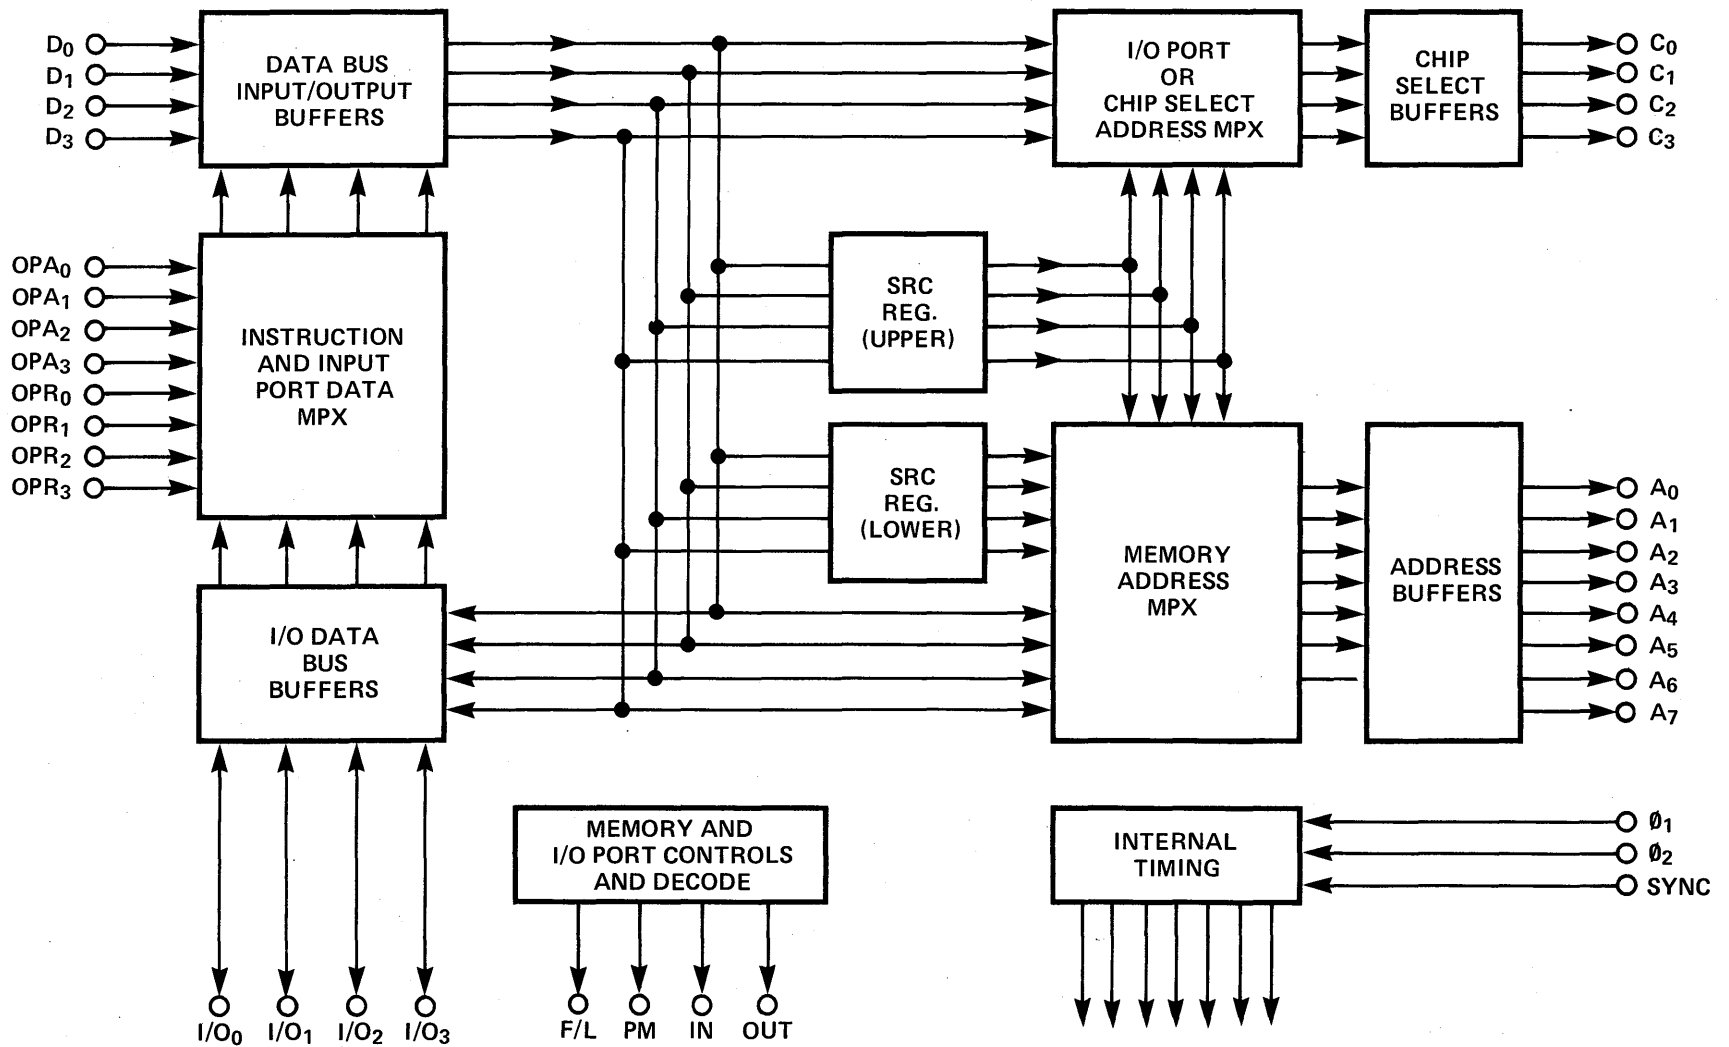 D0
D1
D2
D3
DATA BUS
INPUT/OUTPUT
BUFFERS
I/O PORT
OR
CHIP SELECT
ADDRESS MPX
CHIP
SELECT
BUFFERS
C0
C1
C2
C3
OPA0
OPA1
OPA2
OPA3
OPR0
OPR1
OPR2
OPR3
INSTRUCTION
AND INPUT
PORT DATA
MPX
SRC
REG.
(UPPER)
SRC
REG.
(LOWER)
MEMORY
ADDRESS
MPX
ADDRESS
BUFFERS
A0
A1
A2
A3
A4
A5
A6
A7
I/O DATA
BUS
BUFFERS
MEMORY AND
I/O PORT CONTROLS
AND DECODE
INTERNAL
TIMING
Ø1
Ø2
SYNC
I/O0 I/O1 I/O2 I/O3
F/L PM IN OUT